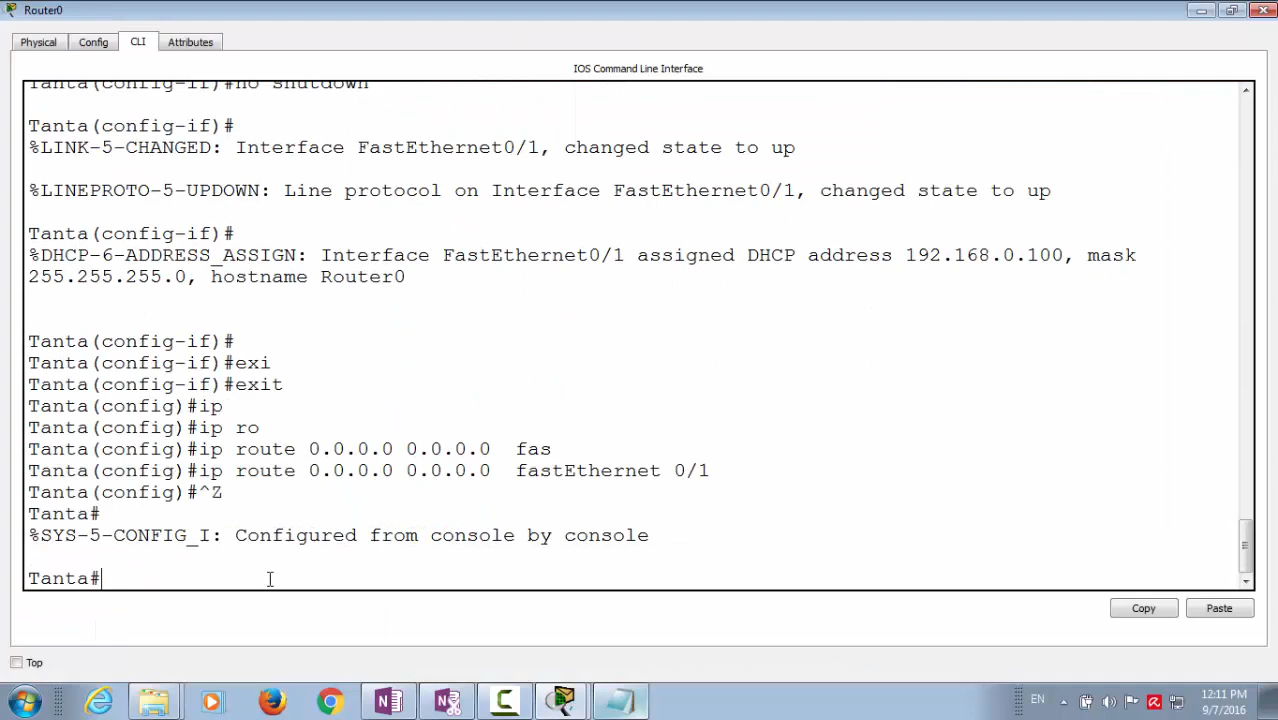 Router0
Physical Config CLI Attributes
IOS Command Line Interface
Tanta(config-if)#no shutdown
Tanta(config-if)#
%LINK-5-CHANGED: Interface FastEthernet0/1, changed state to up
%LINEPROTO-5-UPDOWN: Line protocol on Interface FastEthernet0/1, changed state to up
Tanta(config-if)#
%DHCP-6-ADDRESS_ASSIGN: Interface FastEthernet0/1 assigned DHCP address 192.168.0.100, mask
255.255.255.0, hostname Router0
Tanta(config-if)#
Tanta(config-if)#exi
Tanta(config-if)#exit
Tanta(config)#ip
Tanta(config)#ip ro
Tanta(config)#ip route 0.0.0.0 0.0.0.0  fas
Tanta(config)#ip route 0.0.0.0 0.0.0.0  fastEthernet 0/1
Tanta(config)#^Z
Tanta#
%SYS-5-CONFIG_I: Configured from console by console
Tanta#
Copy Paste
Top
EN
12:11 PM
9/7/2016